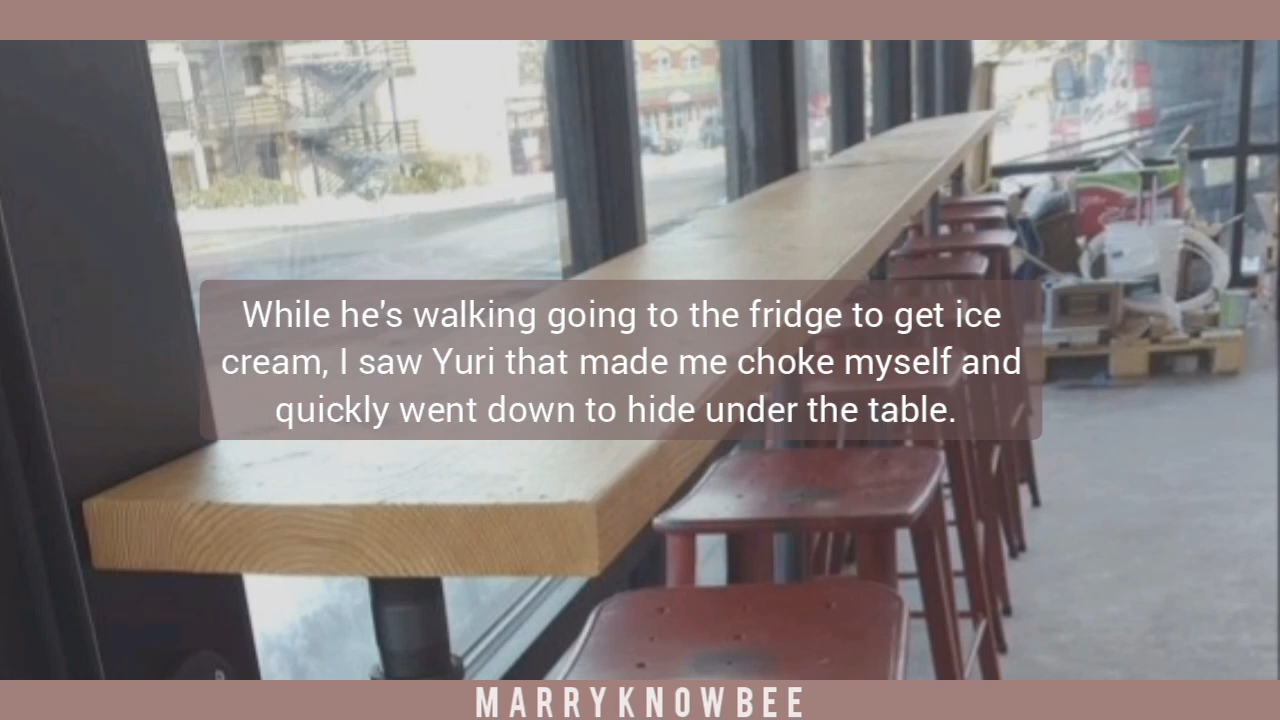 While he's walking going to the fridge to get ice
cream, I saw Yuri that made me choke myself and
quickly went down to hide under the table.
MARRYKNOWBEE